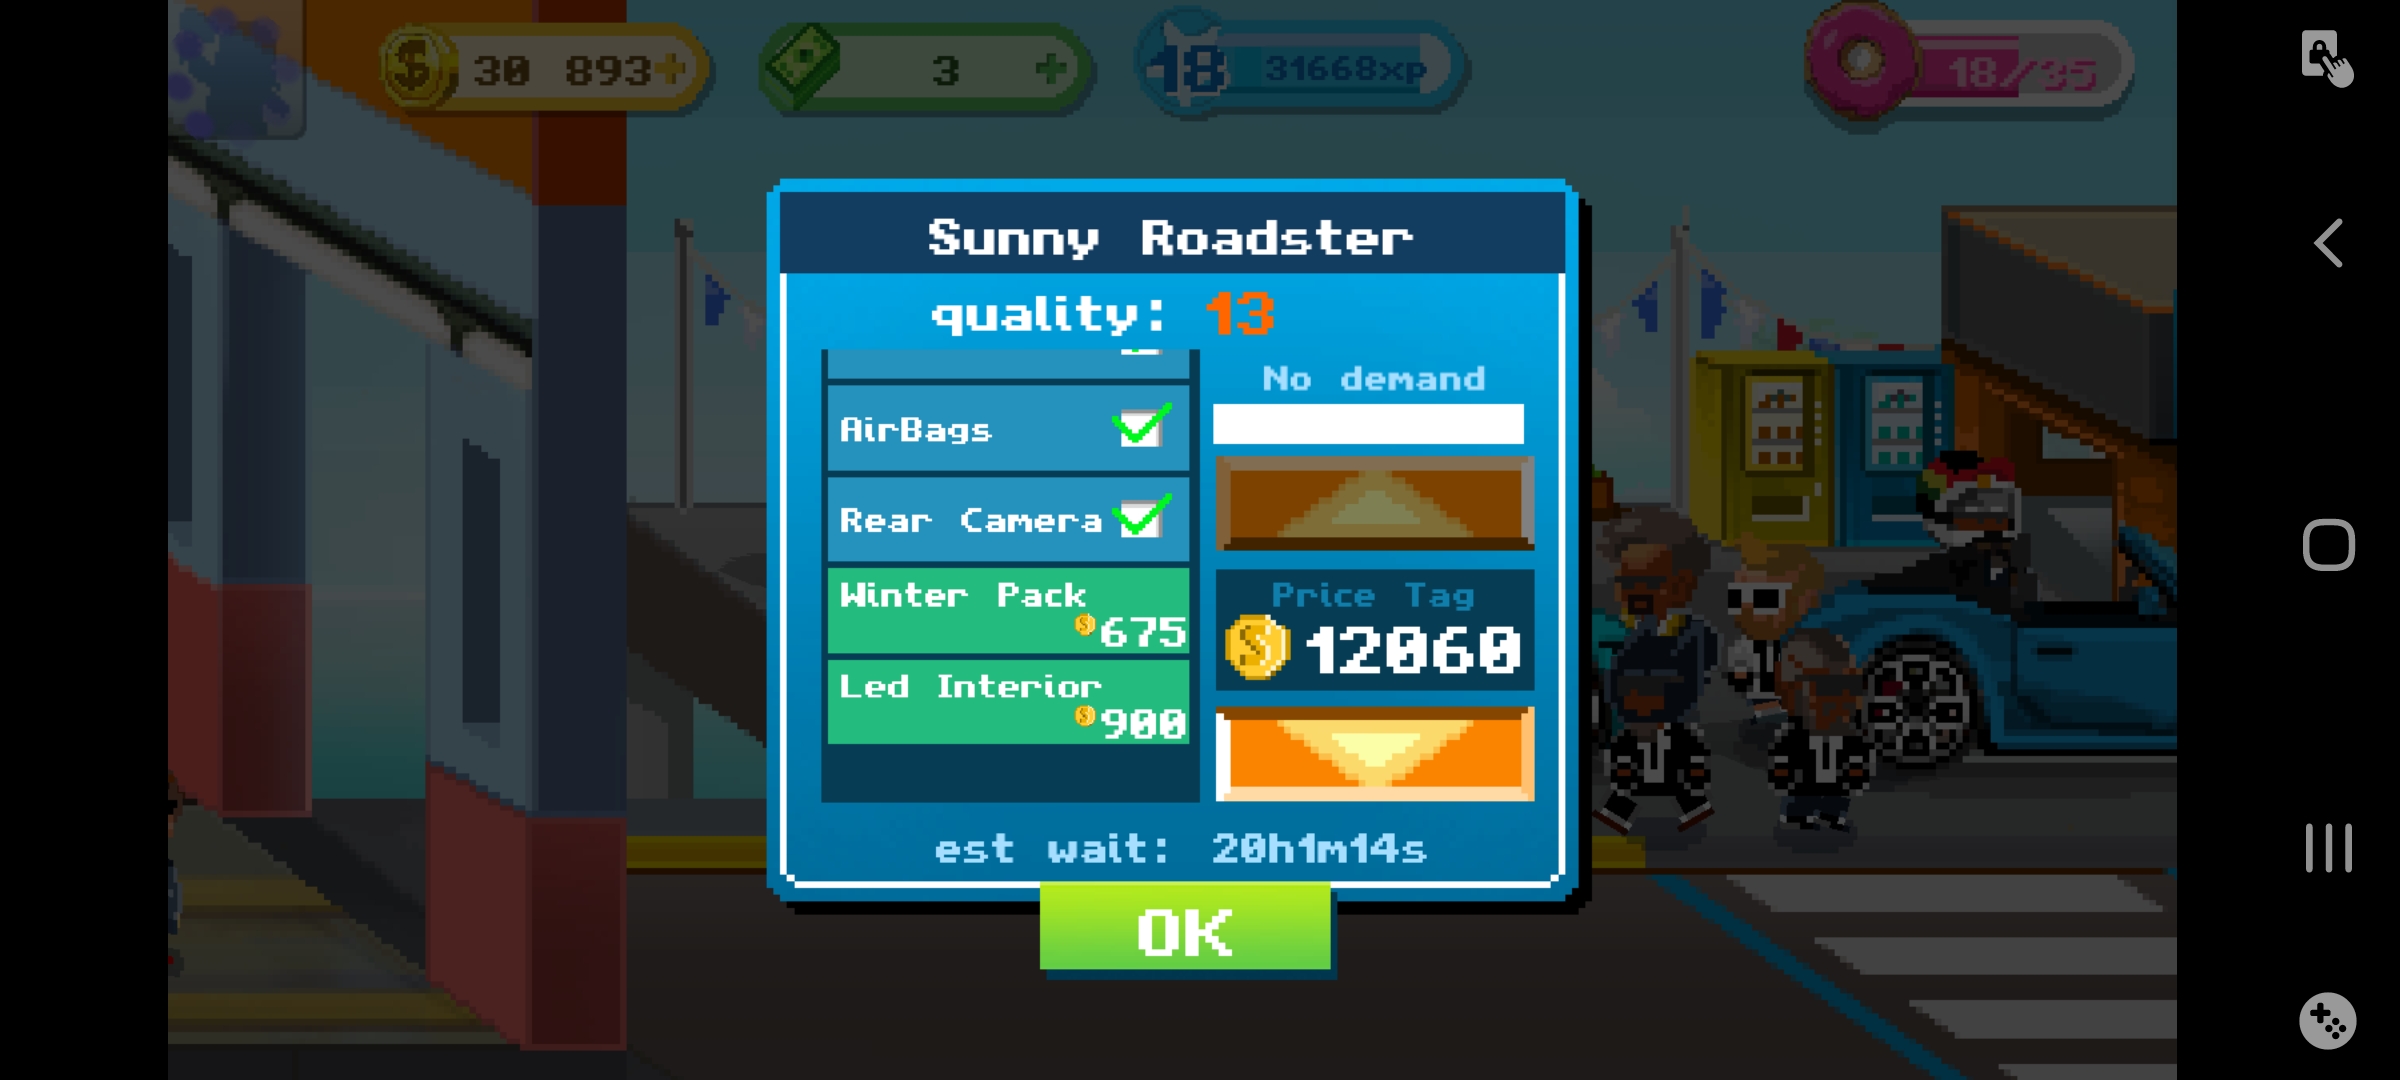 30 893
3
18 31668xp
18/35
Sunny Roadster
quality: 13
No demand
AirBags
Rear Camera
Winter Pack
675
Led Interior
900
Price Tag
12060
est wait: 20h1m14s
OK